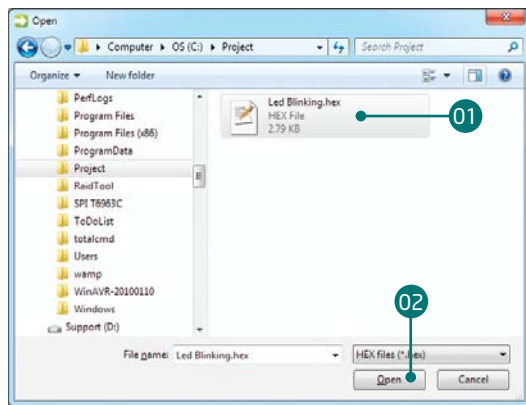 Open
Computer ▸ OS (C:) ▸ Project
Search Project
Organize ▾ New folder
PerfLogs
Program Files
Program Files (x86)
ProgramData
Project
RaidTool
SPI T6963C
ToDoList
totalcmd
Users
wamp
WinAVR-20100110
Windows
Support (D:)
Led Blinking.hex
HEX File
2.79 KB
01
02
File name: Led Blinking.hex
HEX files (*.hex)
Open Cancel